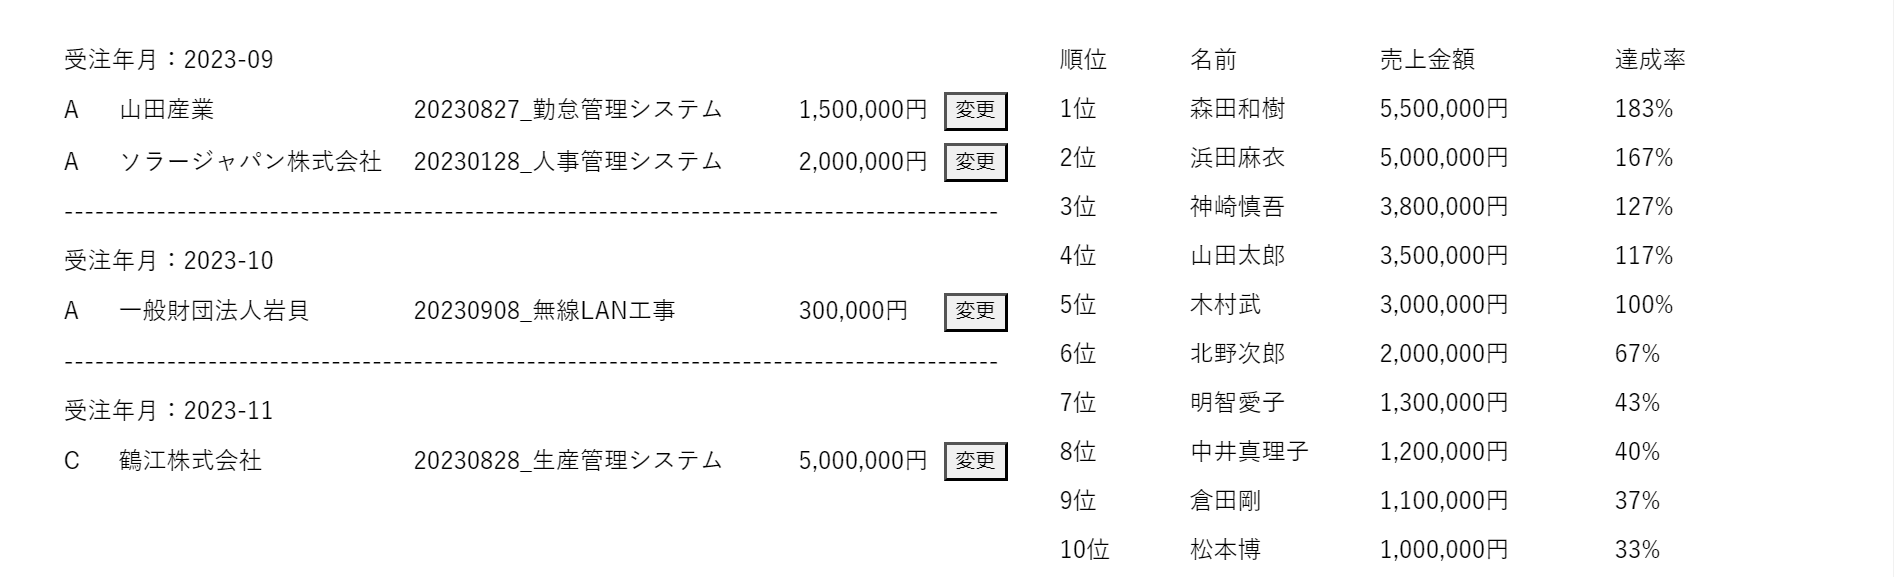 受注年月：2023-09
A 山田産業 20230827_勤怠管理システム 1,500,000円 変更
A ソラージャパン株式会社 20230128_人事管理システム 2,000,000円 変更
------------------------------------------------------------------------------------------
受注年月：2023-10
A 一般財団法人岩貝 20230908_無線LAN工事 300,000円 変更
------------------------------------------------------------------------------------------
受注年月：2023-11
C 鶴江株式会社 20230828_生産管理システム 5,000,000円 変更
順位 名前 売上金額 達成率
1位 森田和樹 5,500,000円 183%
2位 浜田麻衣 5,000,000円 167%
3位 神崎慎吾 3,800,000円 127%
4位 山田太郎 3,500,000円 117%
5位 木村武 3,000,000円 100%
6位 北野次郎 2,000,000円 67%
7位 明智愛子 1,300,000円 43%
8位 中井真理子 1,200,000円 40%
9位 倉田剛 1,100,000円 37%
10位 松本博 1,000,000円 33%